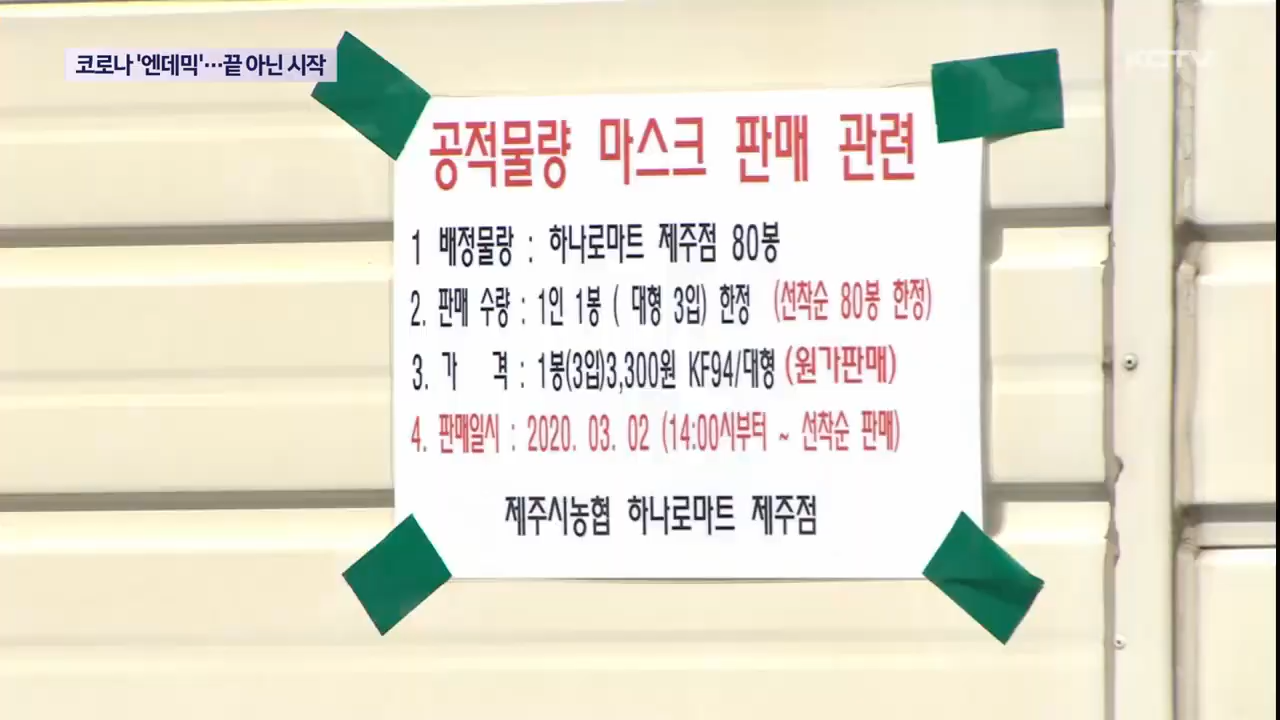 코로나 '엔데믹'…끝 아닌 시작
KCTV
공적물량 마스크 판매 관련
1 배정물량 : 하나로마트 제주점 80봉
2. 판매 수량 : 1인 1봉 ( 대형 3입) 한정 (선착순 80봉 한정)
3. 가 격 : 1봉(3입)3,300원 KF94/대형 (원가판매)
4. 판매일시 : 2020. 03. 02 (14:00시부터 ~ 선착순 판매)
제주시농협 하나로마트 제주점